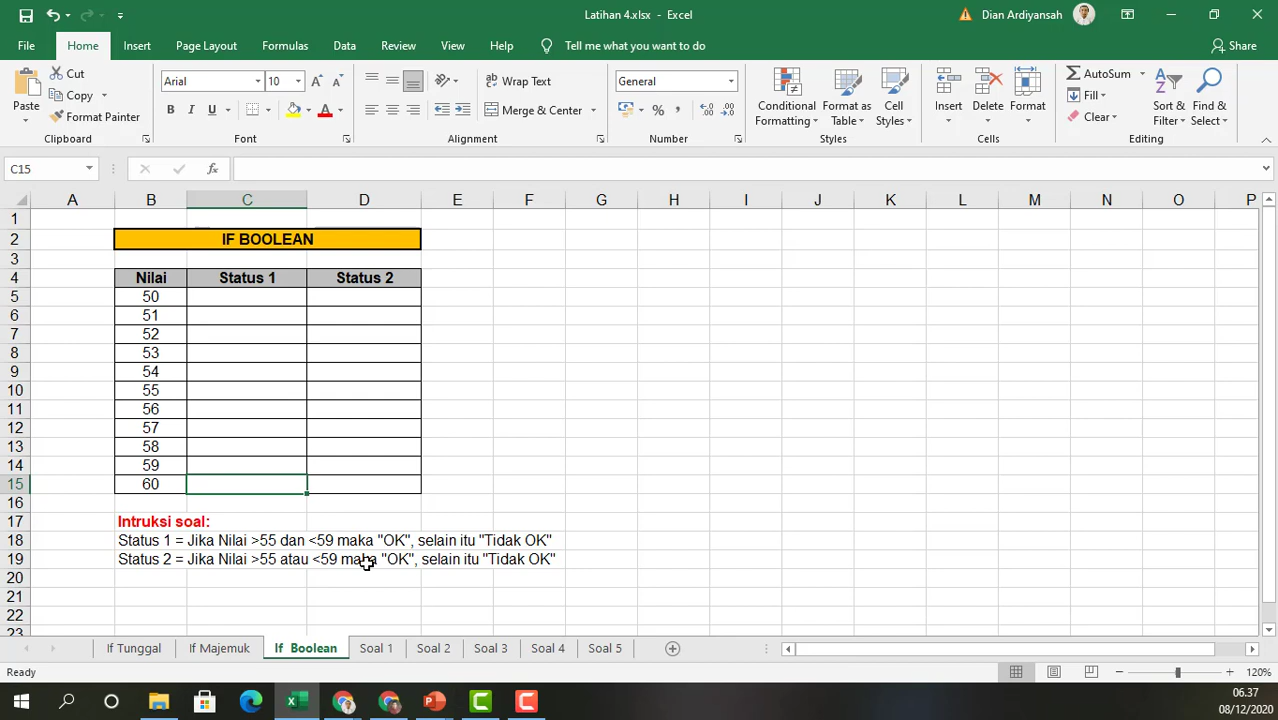 Latihan 4.xlsx - Excel
Dian Ardiyansah
File Home Insert Page Layout Formulas Data Review View Help Tell me what you want to do Share
Paste
Cut
Copy
Format Painter
Clipboard
Arial 10
B I U
Font
Wrap Text
Merge & Center
Alignment
General
Number
Conditional Formatting
Format as Table
Cell Styles
Styles
Insert Delete Format
Cells
AutoSum
Fill
Clear
Sort & Filter
Find & Select
Editing
C15
fx
A B C D E F G H I J K L M N O P
1
2 IF BOOLEAN
3
4 Nilai Status 1 Status 2
5 50
6 51
7 52
8 53
9 54
10 55
11 56
12 57
13 58
14 59
15 60
16
17 Intruksi soal:
18 Status 1 = Jika Nilai >55 dan <59 maka "OK", selain itu "Tidak OK"
19 Status 2 = Jika Nilai >55 atau <59 maka "OK", selain itu "Tidak OK"
20
21
22
23
If Tunggal If Majemuk If Boolean Soal 1 Soal 2 Soal 3 Soal 4 Soal 5
Ready
120%
06.37
08/12/2020